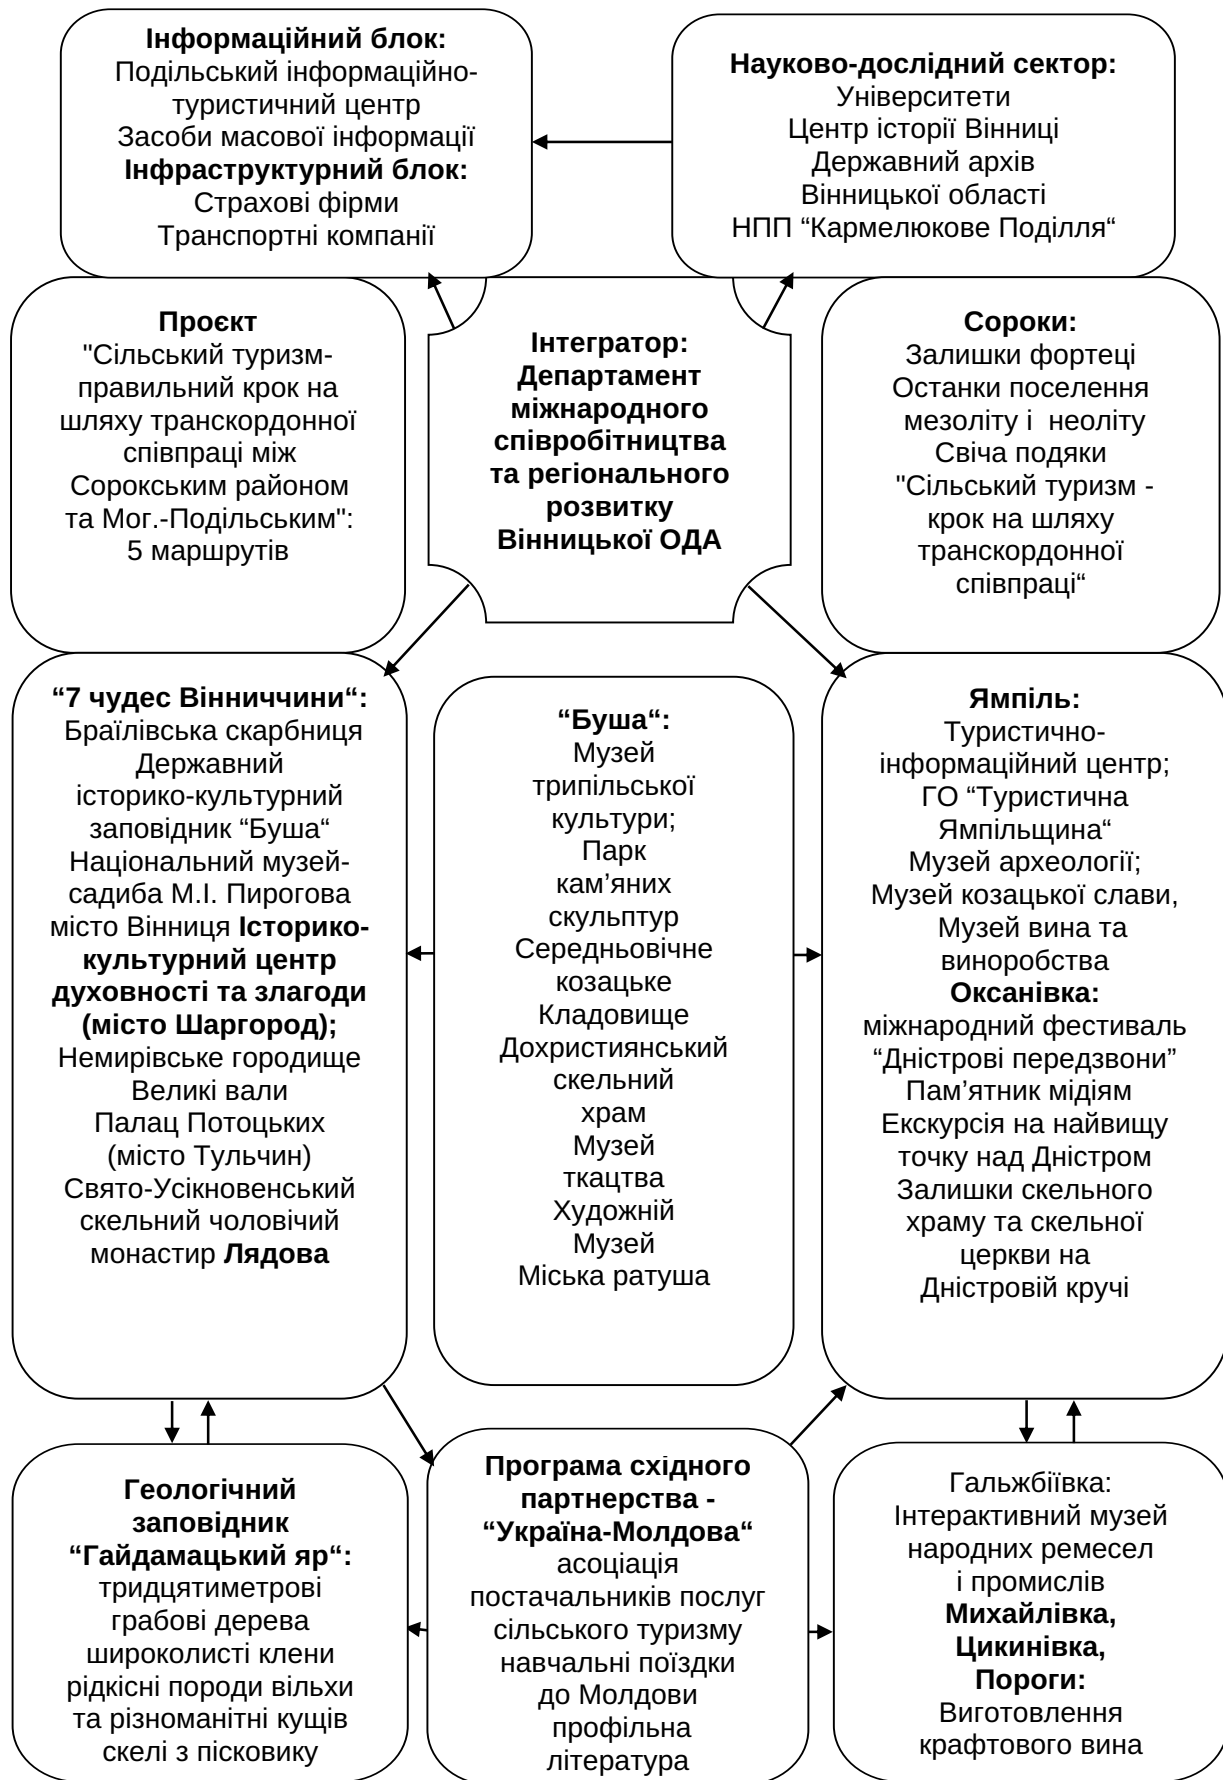 Інформаційний блок:
Подільський інформаційно-
туристичний центр
Засоби масової інформації
Інфраструктурний блок:
Страхові фірми
Транспортні компанії
Науково-дослідний сектор:
Університети
Центр історії Вінниці
Державний архів
Вінницької області
НПП “Кармелюкове Поділля“
Проєкт
"Сільський туризм-
правильний крок на
шляху транскордонної
співпраці між
Сорокським районом
та Мог.-Подільським":
5 маршрутів
Інтегратор:
Департамент
міжнародного
співробітництва
та регіонального
розвитку
Вінницької ОДА
Сороки:
Залишки фортеці
Останки поселення
мезоліту і  неоліту
Свіча подяки
"Сільський туризм -
крок на шляху
транскордонної
співпраці“
“7 чудес Вінниччини“:
Браїлівська скарбниця
Державний
історико-культурний
заповідник “Буша“
Національний музей-
садиба М.І. Пирогова
місто Вінниця Історико-
культурний центр
духовності та злагоди
(місто Шаргород);
Немирівське городище
Великі вали
Палац Потоцьких
(місто Тульчин)
Свято-Усікновенський
скельний чоловічий
монастир Лядова
“Буша“:
Музей
трипільської
культури;
Парк
кам’яних
скульптур
Середньовічне
козацьке
Кладовище
Дохристиянський
скельний
храм
Музей
ткацтва
Художній
Музей
Міська ратуша
Ямпіль:
Туристично-
інформаційний центр;
ГО “Туристична
Ямпільщина“
Музей археології;
Музей козацької слави,
Музей вина та
виноробства
Оксанівка:
міжнародний фестиваль
“Дністрові передзвони”
Пам’ятник мідіям
Екскурсія на найвищу
точку над Дністром
Залишки скельного
храму та скельної
церкви на
Дністровій кручі
Геологічний
заповідник
“Гайдамацький яр“:
тридцятиметрові
грабові дерева
широколисті клени
рідкісні породи вільхи
та різноманітні кущів
скелі з пісковику
Програма східного
партнерства -
“Україна-Молдова“
асоціація
постачальників послуг
сільського туризму
навчальні поїздки
до Молдови
профільна
література
Гальжбіївка:
Інтерактивний музей
народних ремесел
і промислів
Михайлівка,
Цикинівка,
Пороги:
Виготовлення
крафтового вина